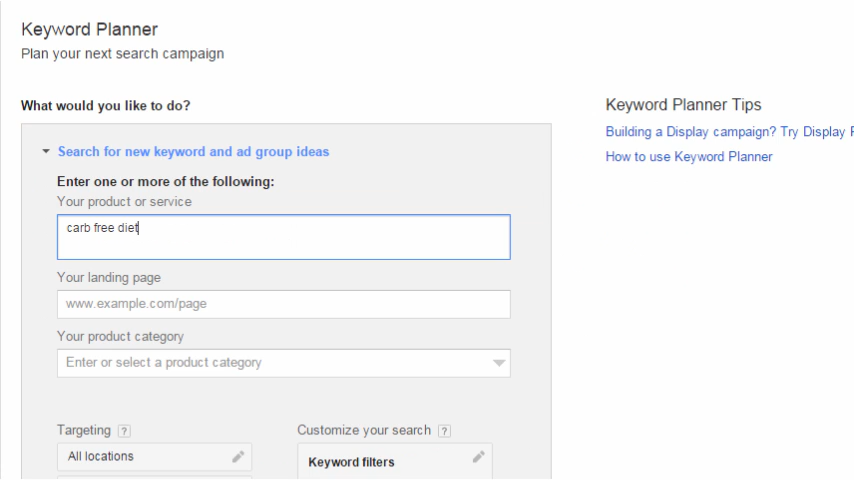 Keyword Planner
Plan your next search campaign
What would you like to do?
Search for new keyword and ad group ideas
Enter one or more of the following:
Your product or service
carb free diet
Your landing page
www.example.com/page
Your product category
Enter or select a product category
Targeting ?
All locations
Customize your search ?
Keyword filters
Keyword Planner Tips
Building a Display campaign? Try Display
How to use Keyword Planner